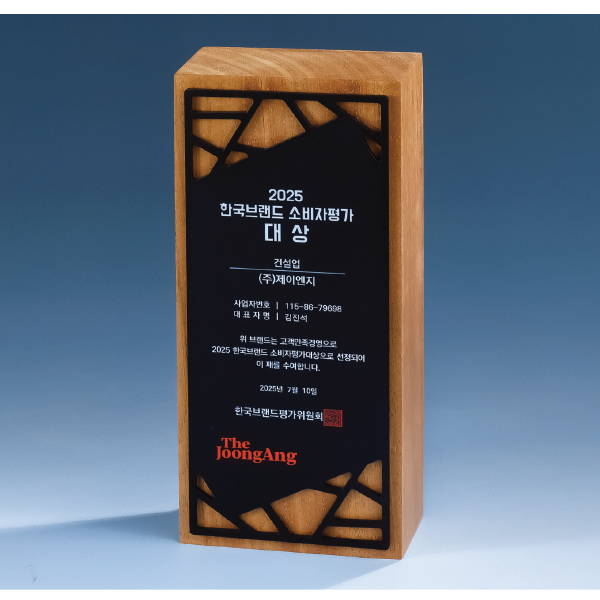 2025
한국브랜드 소비자평가
대 상
건설업
(주)제이엔지
사업자번호 | 115-86-79698
대 표 자 명 | 김진석
위 브랜드는 고객만족경영으로
2025 한국브랜드 소비자평가대상으로 선정되어
이 패를 수여합니다.
2025년 7월 10일
한국브랜드평가위원회
The
JoongAng